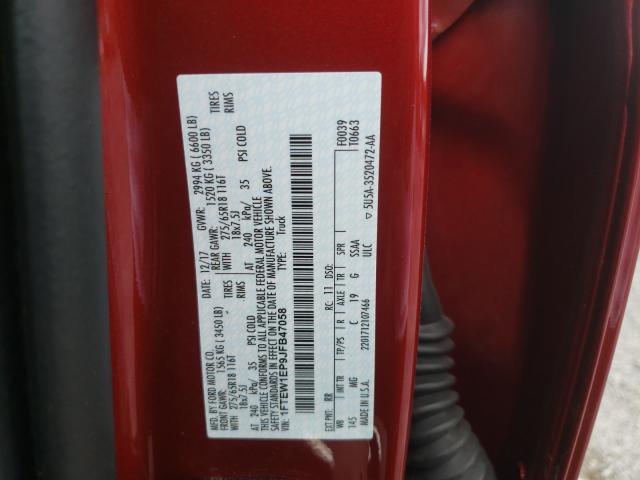 MFD. BY FORD MOTOR CO.
DATE: 12/17 GVWR: 2994 KG ( 6600 LB)
FRONT GAWR: 1565 KG ( 3450 LB) REAR GAWR: 1520 KG ( 3350 LB)
WITH 275/65R18 116T TIRES WITH 275/65R18 116T TIRES
18x7.5J RIMS 18x7.5J RIMS
AT 240 kPa/ 35 PSI COLD AT 240 kPa/ 35 PSI COLD
THIS VEHICLE CONFORMS TO ALL APPLICABLE FEDERAL MOTOR VEHICLE
SAFETY STANDARDS IN EFFECT ON THE DATE OF MANUFACTURE SHOWN ABOVE.
VIN: 1FTEW1EP9JFB47058
TYPE: Truck
F0039
T0663
EXT PNT: RR RC: 11 DSO:
WB INT TR TP/PS R AXLE TR SPR
145 MG C 19 G SSAA
2201712107466 ULC
MADE IN U.S.A.
5U5A-3520472-AA